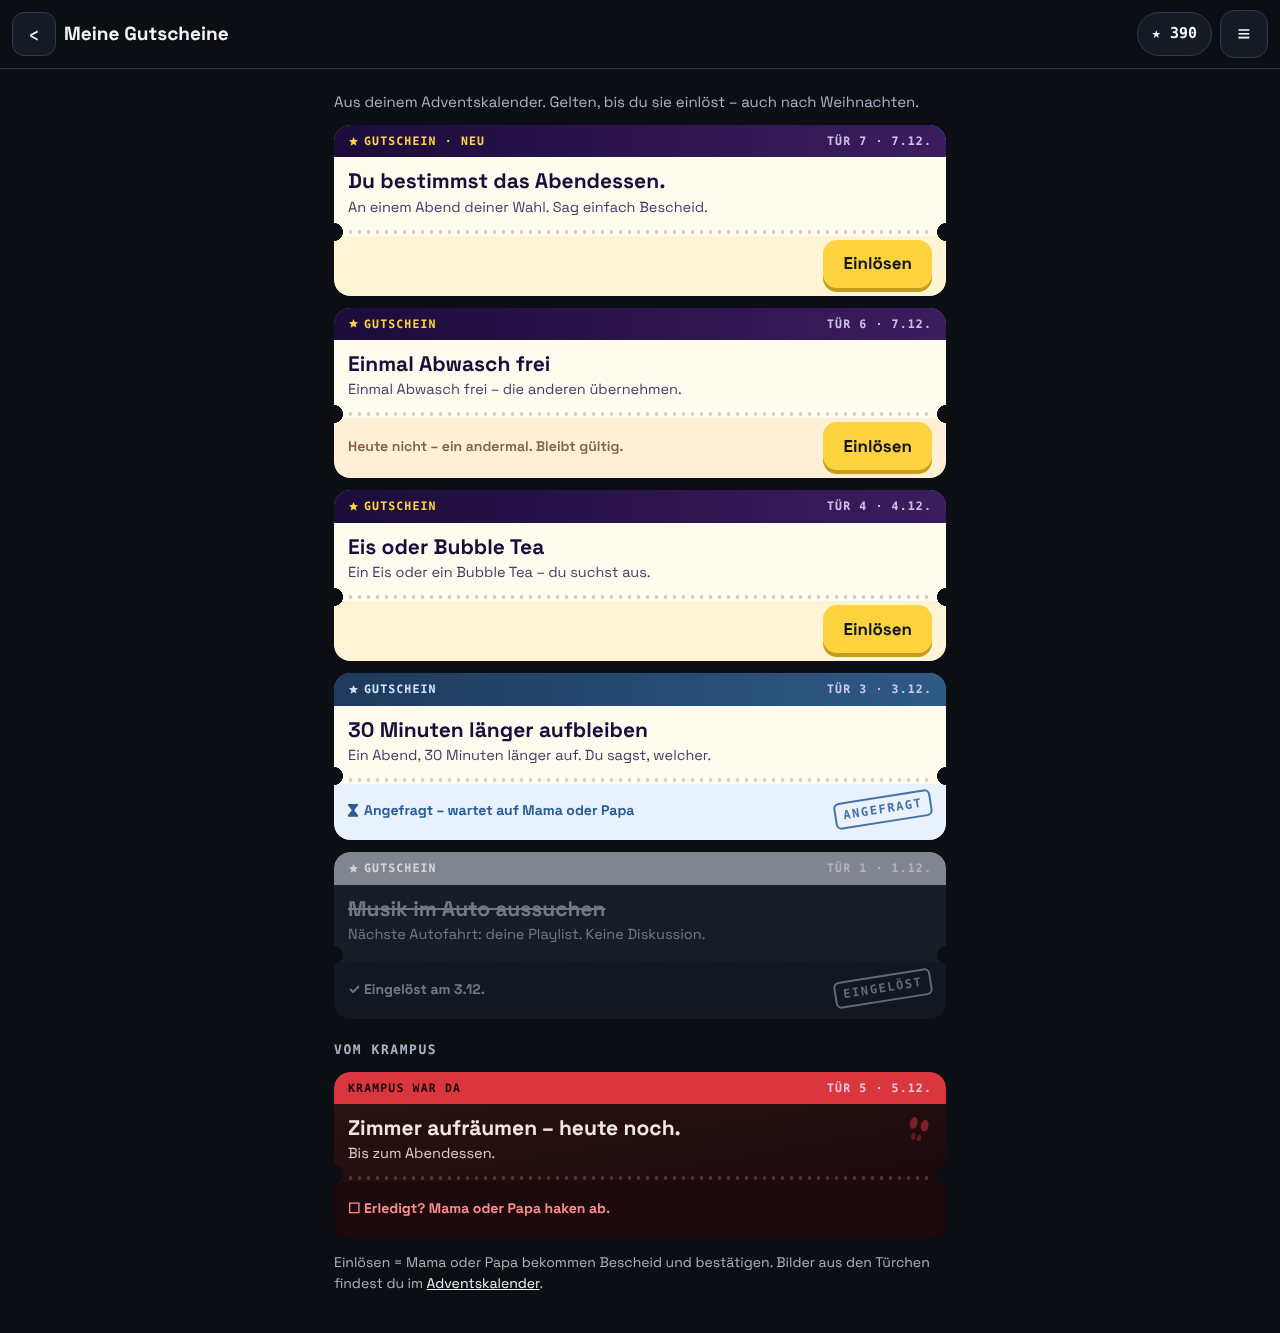 < Meine Gutscheine ★ 390 ≡
Aus deinem Adventskalender. Gelten, bis du sie einlöst – auch nach Weihnachten.
★ GUTSCHEIN · NEU TÜR 7 · 7.12.
Du bestimmst das Abendessen.
An einem Abend deiner Wahl. Sag einfach Bescheid.
Einlösen
★ GUTSCHEIN TÜR 6 · 7.12.
Einmal Abwasch frei
Einmal Abwasch frei – die anderen übernehmen.
Heute nicht – ein andermal. Bleibt gültig. Einlösen
★ GUTSCHEIN TÜR 4 · 4.12.
Eis oder Bubble Tea
Ein Eis oder ein Bubble Tea – du suchst aus.
Einlösen
★ GUTSCHEIN TÜR 3 · 3.12.
30 Minuten länger aufbleiben
Ein Abend, 30 Minuten länger auf. Du sagst, welcher.
⧗ Angefragt – wartet auf Mama oder Papa ANGEFRAGT
★ GUTSCHEIN TÜR 1 · 1.12.
Musik im Auto aussuchen
Nächste Autofahrt: deine Playlist. Keine Diskussion.
✓ Eingelöst am 3.12. EINGELÖST
VOM KRAMPUS
KRAMPUS WAR DA TÜR 5 · 5.12.
Zimmer aufräumen – heute noch.
Bis zum Abendessen.
☐ Erledigt? Mama oder Papa haken ab.
Einlösen = Mama oder Papa bekommen Bescheid und bestätigen. Bilder aus den Türchen
findest du im Adventskalender.